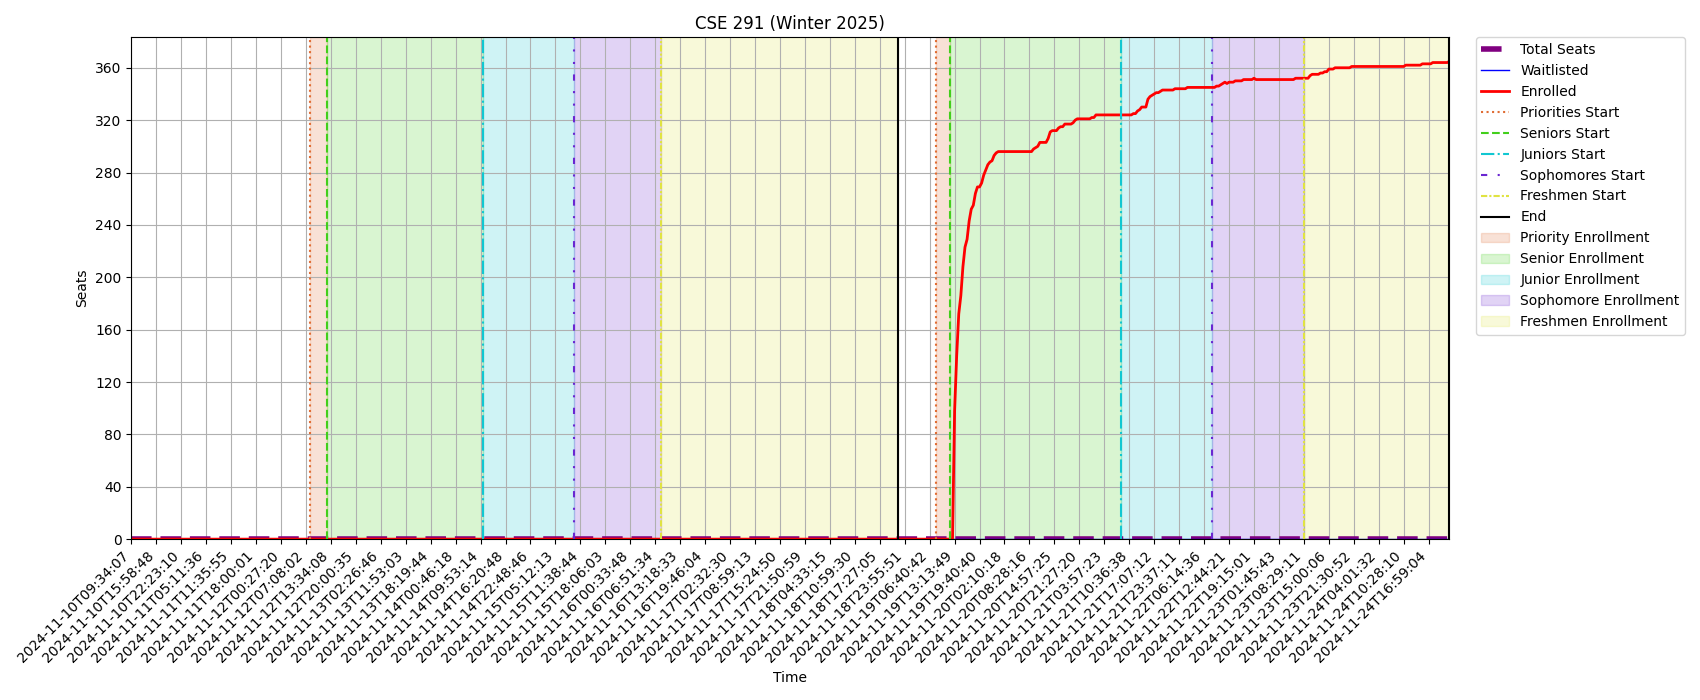 CSE 291 (Winter 2025)
Seats
360
320
280
240
200
160
120
80
40
0
2024-11-10T09:34:07
2024-11-10T15:58:48
2024-11-10T22:23:10
2024-11-11T05:11:36
2024-11-11T11:35:55
2024-11-11T18:00:01
2024-11-12T00:27:20
2024-11-12T07:08:02
2024-11-12T13:34:08
2024-11-12T20:00:35
2024-11-13T02:26:46
2024-11-13T11:53:03
2024-11-13T18:19:44
2024-11-14T00:46:18
2024-11-14T09:53:14
2024-11-14T16:20:48
2024-11-14T22:48:46
2024-11-15T05:12:13
2024-11-15T11:38:44
2024-11-15T18:06:03
2024-11-16T00:33:48
2024-11-16T06:51:34
2024-11-16T13:18:33
2024-11-16T19:46:04
2024-11-17T02:32:30
2024-11-17T08:59:13
2024-11-17T15:24:50
2024-11-17T21:50:59
2024-11-18T04:33:15
2024-11-18T10:59:30
2024-11-18T17:27:05
2024-11-18T23:55:51
2024-11-19T06:40:42
2024-11-19T13:13:49
2024-11-19T19:40:40
2024-11-20T02:10:18
2024-11-20T08:28:16
2024-11-20T14:57:25
2024-11-20T21:27:20
2024-11-21T03:57:23
2024-11-21T10:36:38
2024-11-21T17:07:12
2024-11-21T23:37:11
2024-11-22T06:14:36
2024-11-22T12:44:21
2024-11-22T19:15:01
2024-11-23T01:45:43
2024-11-23T08:29:11
2024-11-23T15:00:06
2024-11-23T21:30:52
2024-11-24T04:01:32
2024-11-24T10:28:10
2024-11-24T16:59:04
Time
Total Seats
Waitlisted
Enrolled
Priorities Start
Seniors Start
Juniors Start
Sophomores Start
Freshmen Start
End
Priority Enrollment
Senior Enrollment
Junior Enrollment
Sophomore Enrollment
Freshmen Enrollment